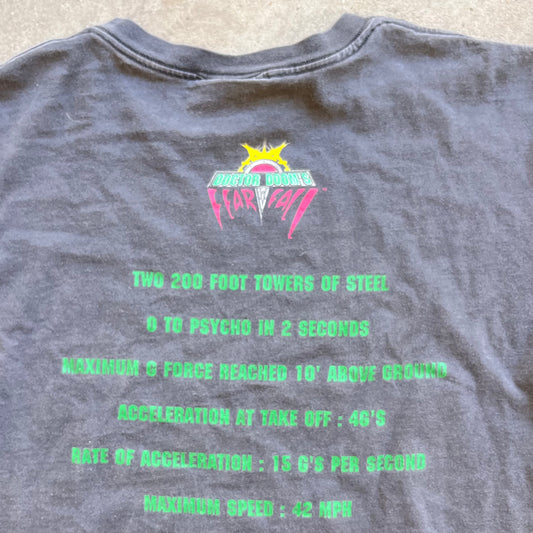 DOCTOR DOOM'S
FEAR FALL
TM
TWO 200 FOOT TOWERS OF STEEL
0 TO PSYCHO IN 2 SECONDS
MAXIMUM G FORCE REACHED 10' ABOVE GROUND
ACCELERATION AT TAKE OFF : 4G'S
RATE OF ACCELERATION : 15 G'S PER SECOND
MAXIMUM SPEED : 42 MPH